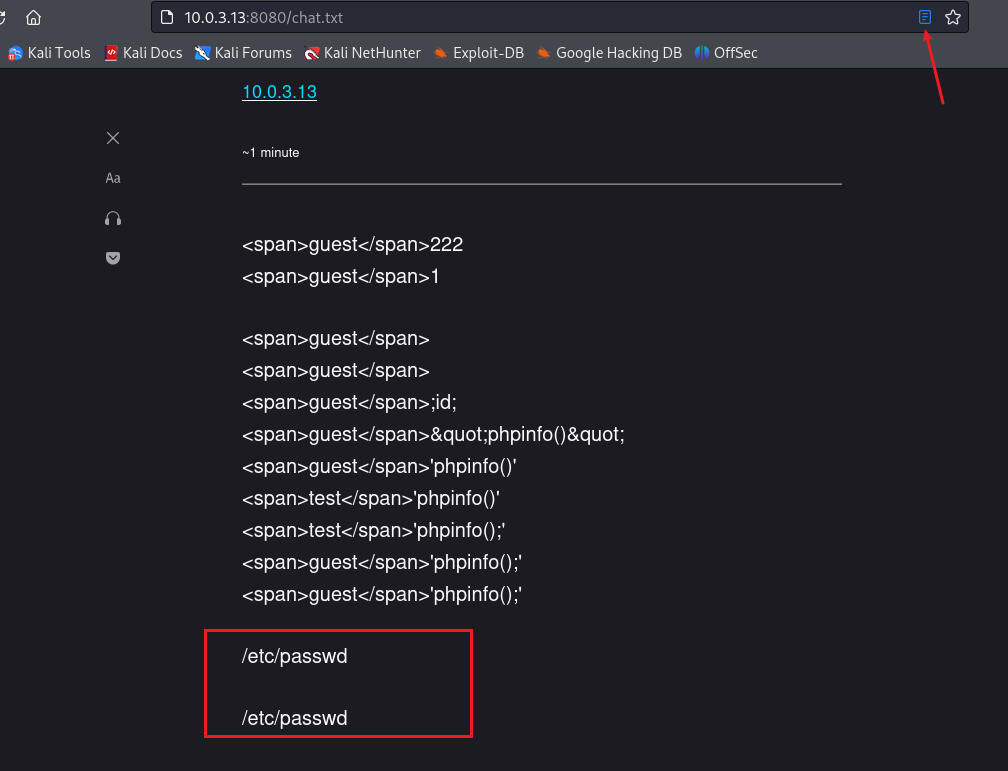 10.0.3.13:8080/chat.txt
Kali Tools Kali Docs Kali Forums Kali NetHunter Exploit-DB Google Hacking DB OffSec
10.0.3.13
~1 minute
Aa
<span>guest</span>222
<span>guest</span>1
<span>guest</span>
<span>guest</span>
<span>guest</span>;id;
<span>guest</span>&quot;phpinfo()&quot;
<span>guest</span>'phpinfo()'
<span>test</span>'phpinfo()'
<span>test</span>'phpinfo();'
<span>guest</span>'phpinfo();'
<span>guest</span>'phpinfo();'
/etc/passwd
/etc/passwd